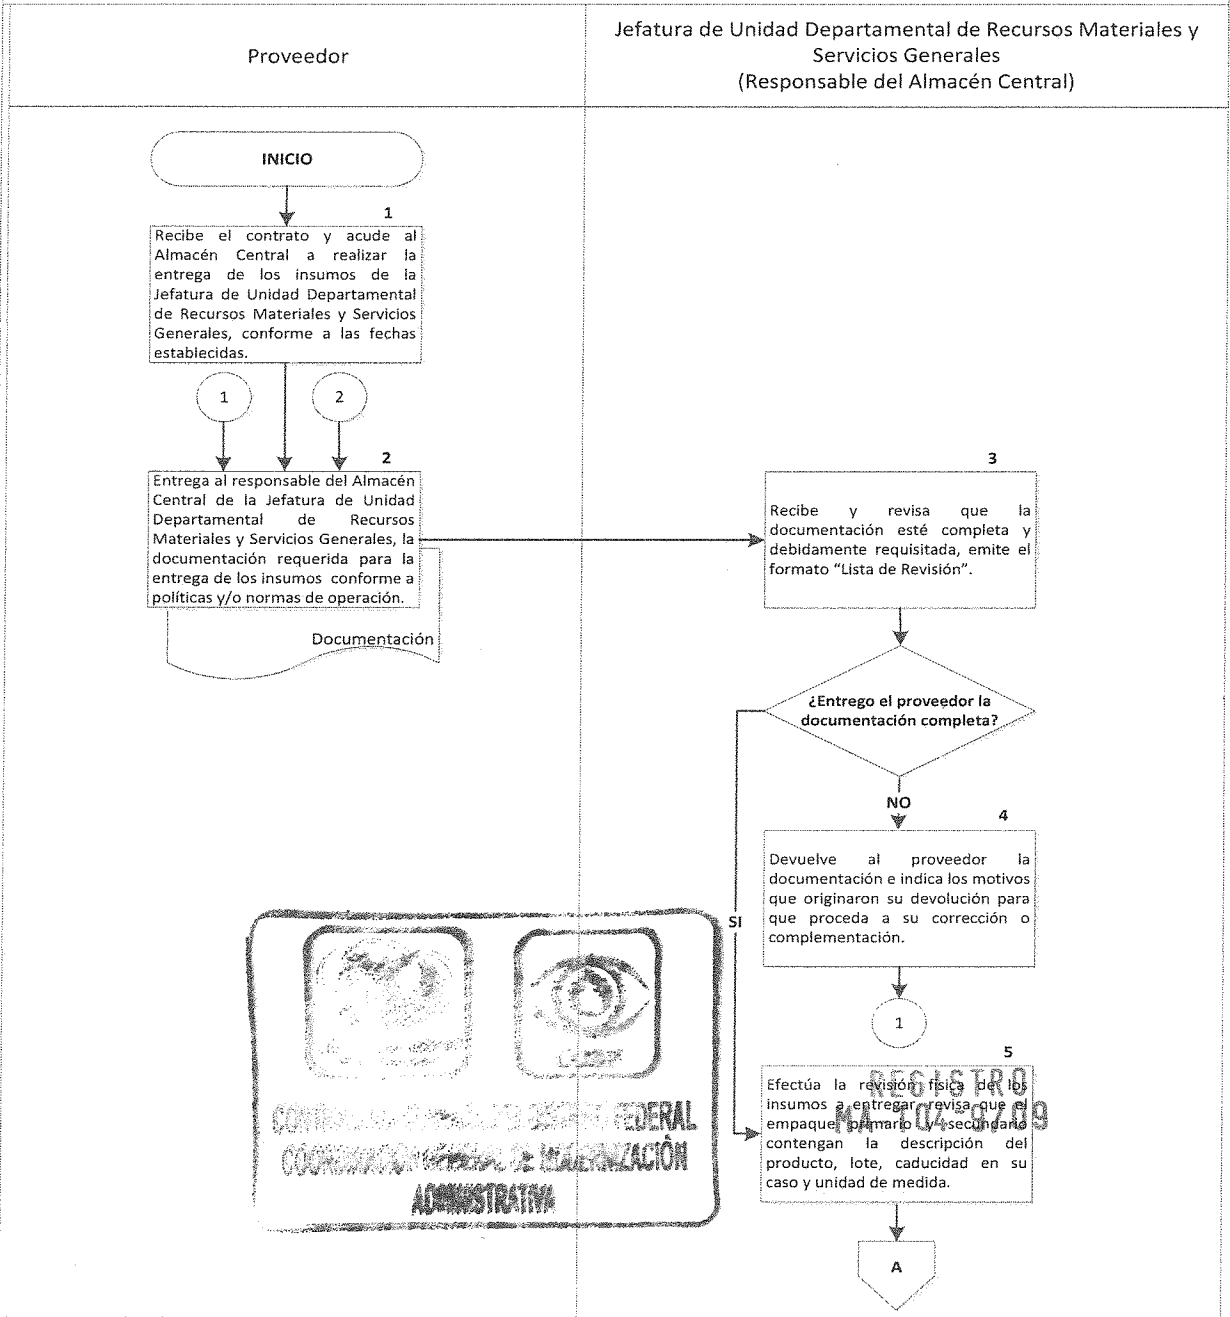 Proveedor
Jefatura de Unidad Departamental de Recursos Materiales y
Servicios Generales
(Responsable del Almacén Central)
INICIO
1
Recibe el contrato y acude al
Almacén Central a realizar la
entrega de los insumos de la
Jefatura de Unidad Departamental
de Recursos Materiales y Servicios
Generales, conforme a las fechas
establecidas.
1
2
2
Entrega al responsable del Almacén
Central de la Jefatura de Unidad
Departamental de Recursos
Materiales y Servicios Generales, la
documentación requerida para la
entrega de los insumos conforme a
políticas y/o normas de operación.
Documentación
3
Recibe y revisa que la
documentación esté completa y
debidamente requisitada, emite el
formato “Lista de Revisión”.
¿Entrego el proveedor la
documentación completa?
NO
4
Devuelve al proveedor la
documentación e indica los motivos
que originaron su devolución para
que proceda a su corrección o
complementación.
SI
1
5
Efectúa la revisión física de los
insumos a entregar, revisa que el
empaque primario y secundario
contengan la descripción del
producto, lote, caducidad en su
caso y unidad de medida.
REGISTRO
A
FEDERAL
COORDINACIÓN GENERAL DE MODERNIZACIÓN
ADMINISTRATIVA